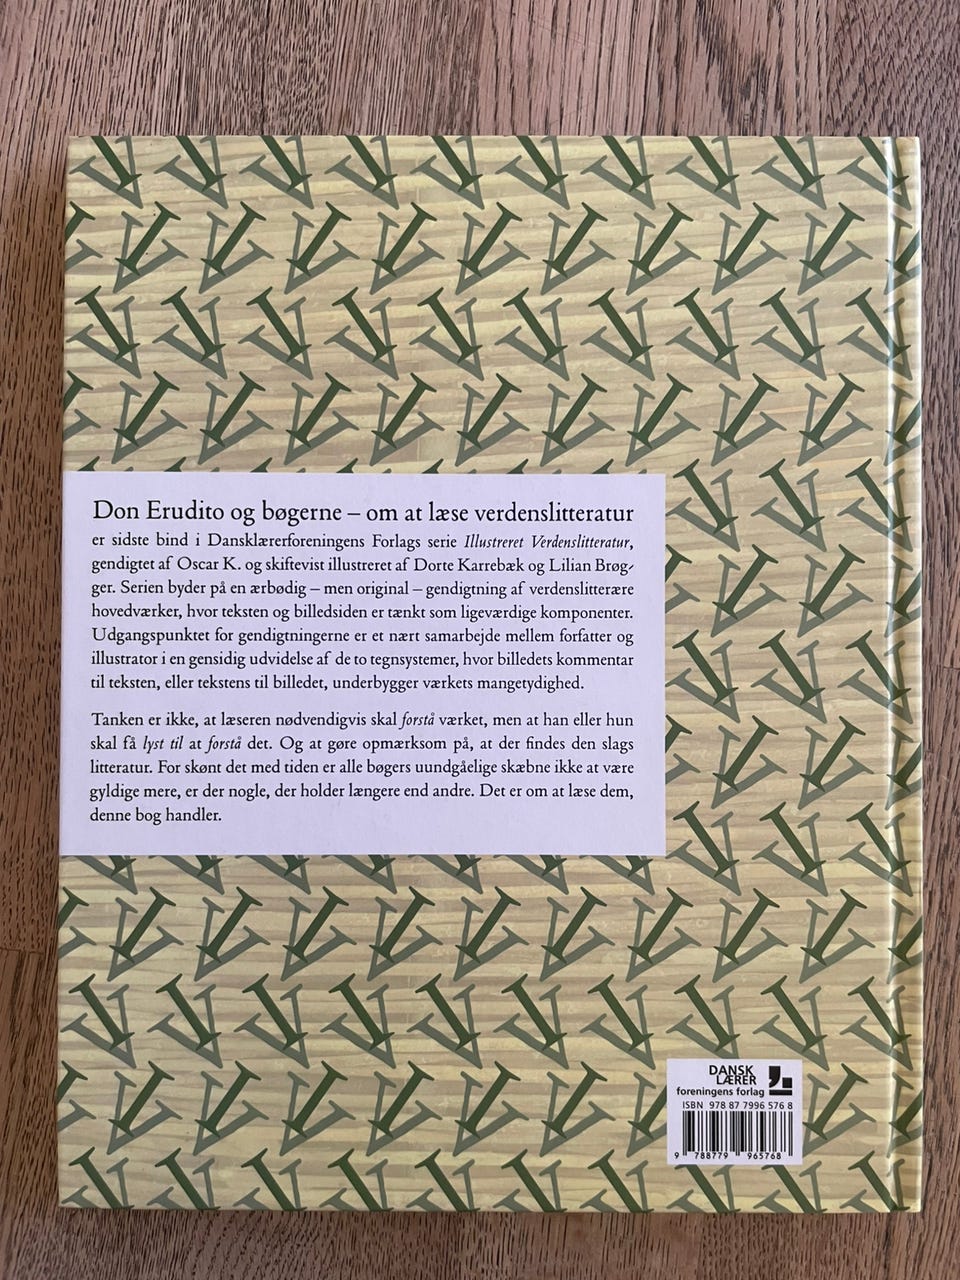 Don Erudito og bøgerne – om at læse verdenslitteratur
er sidste bind i Dansklærerforeningens Forlags serie Illustreret Verdenslitteratur,
gendigtet af Oscar K. og skiftevist illustreret af Dorte Karrebæk og Lilian Brøg-
ger. Serien byder på en ærbødig – men original – gendigtning af verdenslitterære
hovedværker, hvor teksten og billedsiden er tænkt som ligeværdige komponenter.
Udgangspunktet for gendigtningerne er et nært samarbejde mellem forfatter og
illustrator i en gensidig udvidelse af de to tegnsystemer, hvor billedets kommentar
til teksten, eller tekstens til billedet, underbygger værkets mangetydighed.
Tanken er ikke, at læseren nødvendigvis skal forstå værket, men at han eller hun
skal få lyst til at forstå det. Og at gøre opmærksom på, at der findes den slags
litteratur. For skønt det med tiden er alle bøgers uundgåelige skæbne ikke at være
gyldige mere, er der nogle, der holder længere end andre. Det er om at læse dem,
denne bog handler.
DANSK
LÆRER
foreningens forlag
ISBN 978 87 7996 576 8
9 788779 965768